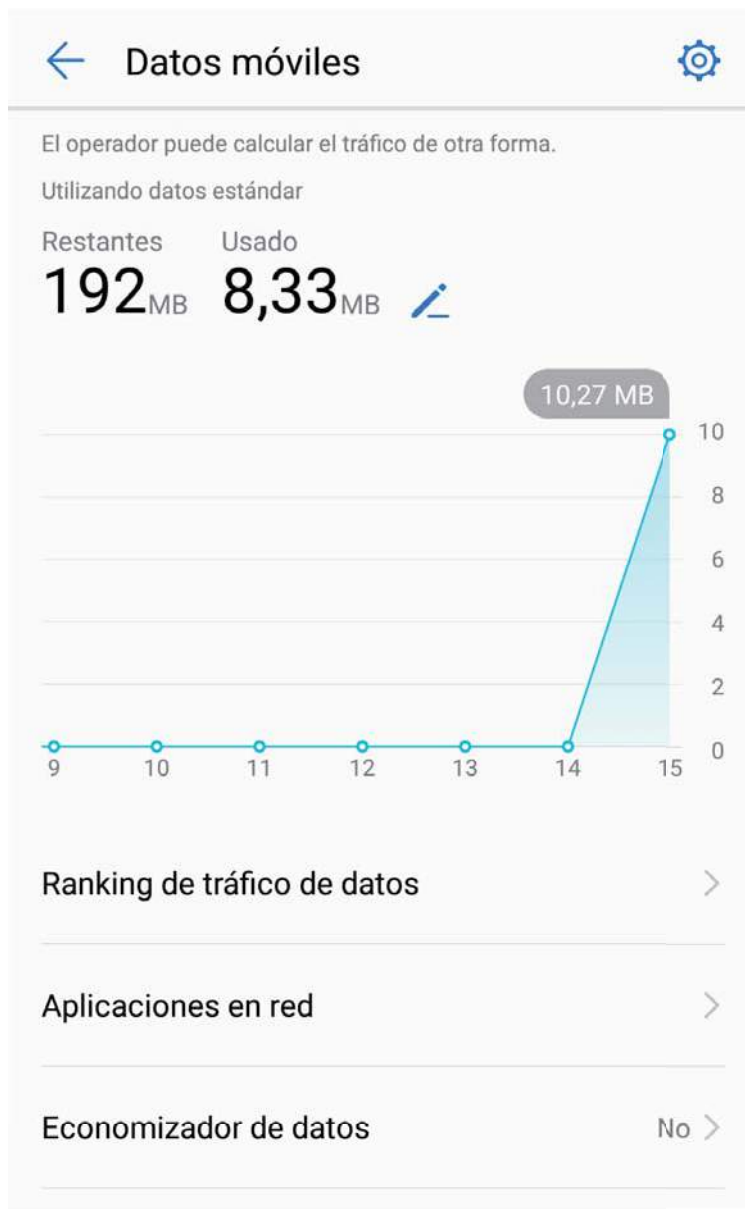 Datos móviles
El operador puede calcular el tráfico de otra forma.
Utilizando datos estándar
Restantes Usado
192MB 8,33MB
10,27 MB
10
8
6
4
2
0
9 10 11 12 13 14 15
Ranking de tráfico de datos
Aplicaciones en red
Economizador de datos No